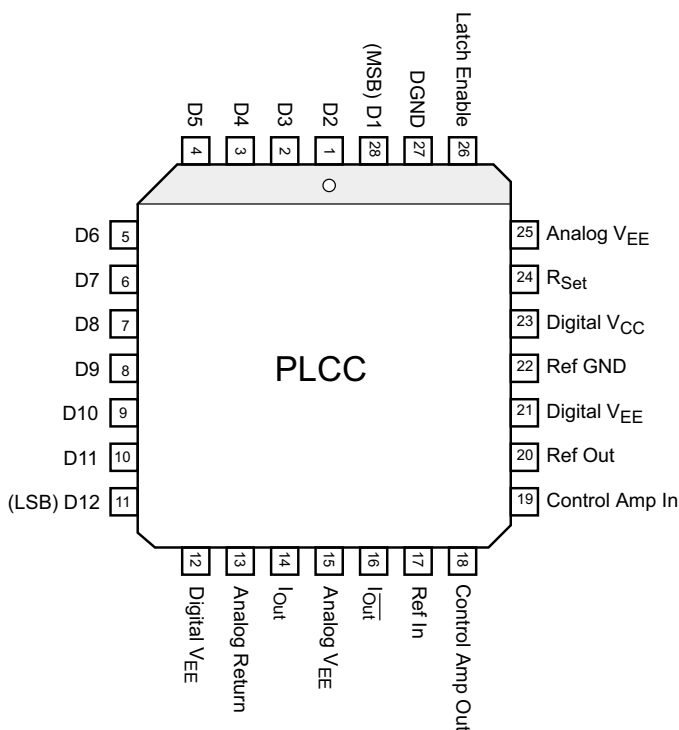 D5
D4
D3
D2
(MSB) D1
DGND
Latch Enable
4
3
2
1
28
27
26
D6 5
D7 6
D8 7
D9 8
D10 9
D11 10
(LSB) D12 11
PLCC
25 Analog VEE
24 RSet
23 Digital VCC
22 Ref GND
21 Digital VEE
20 Ref Out
19 Control Amp In
12
13
14
15
16
17
18
Digital VEE
Analog Return
IOut
Analog VEE
I̅O̅u̅t̅
Ref In
Control Amp Out